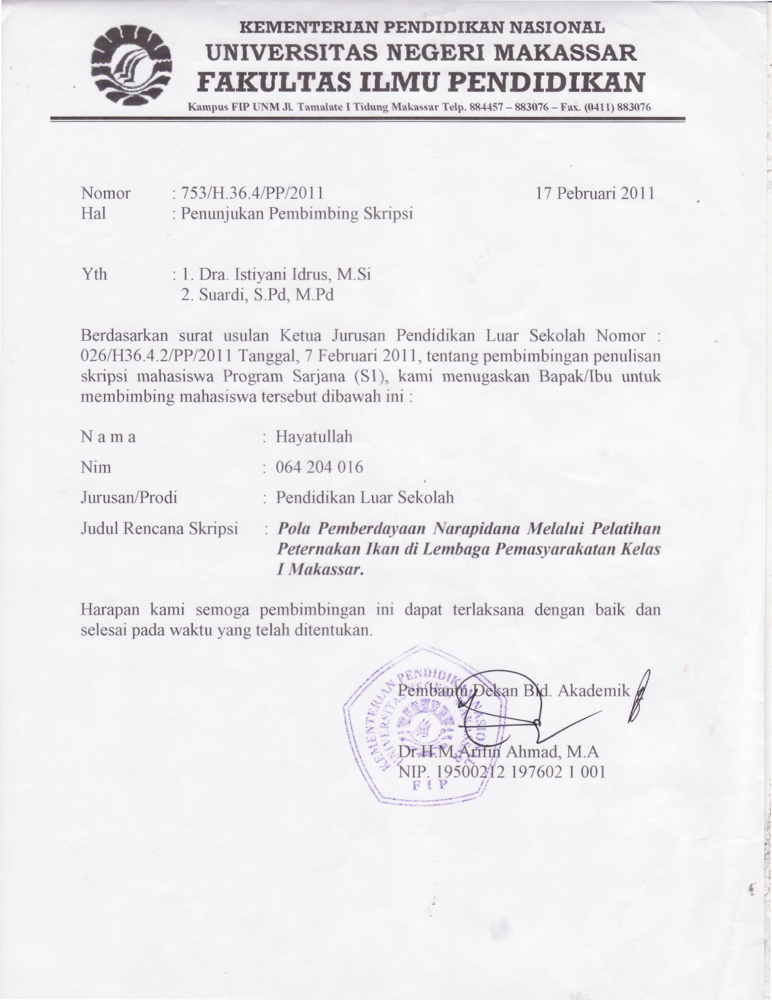 KEMENTERIAN PENDIDIKAN NASIONAL
UNIVERSITAS NEGERI MAKASSAR
FAKULTAS ILMU PENDIDIKAN
Kampus FIP UNM Jl. Tamalate I Tidung Makassar Telp. 884457 – 883076 – Fax. (0411) 883076
Nomor : 753/H.36.4/PP/2011 17 Pebruari 2011
Hal : Penunjukan Pembimbing Skripsi
Yth : 1. Dra. Istiyani Idrus, M.Si
2. Suardi, S.Pd, M.Pd
Berdasarkan surat usulan Ketua Jurusan Pendidikan Luar Sekolah Nomor :
026/H36.4.2/PP/2011 Tanggal, 7 Februari 2011, tentang pembimbingan penulisan
skripsi mahasiswa Program Sarjana (S1), kami menugaskan Bapak/Ibu untuk
membimbing mahasiswa tersebut dibawah ini :
N a m a : Hayatullah
Nim : 064 204 016
Jurusan/Prodi : Pendidikan Luar Sekolah
Judul Rencana Skripsi : Pola Pemberdayaan Narapidana Melalui Pelatihan
Peternakan Ikan di Lembaga Pemasyarakatan Kelas
I Makassar.
Harapan kami semoga pembimbingan ini dapat terlaksana dengan baik dan
selesai pada waktu yang telah ditentukan.
Pembantu Dekan Bid. Akademik
Dr.H.M.Arifin Ahmad, M.A
NIP. 19500212 197602 1 001
KEMENTERIAN PENDIDIKAN NASIONAL
UNIVERSITAS NEGERI MAKASSAR
F I P